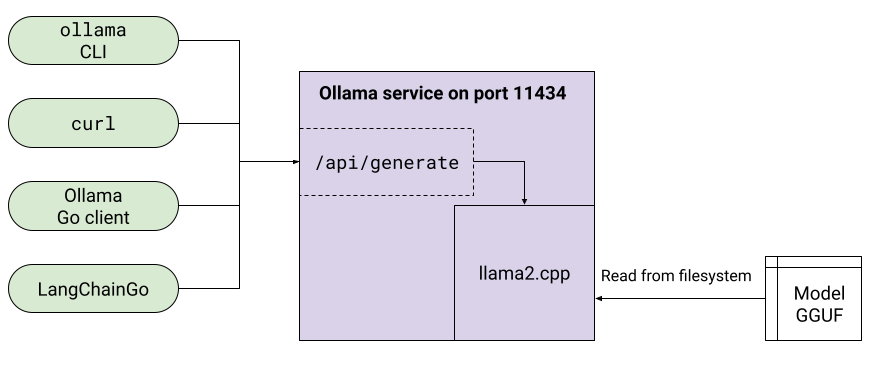 ollama
CLI
curl
Ollama
Go client
LangChainGo
Ollama service on port 11434
/api/generate
llama2.cpp
Read from filesystem
Model
GGUF